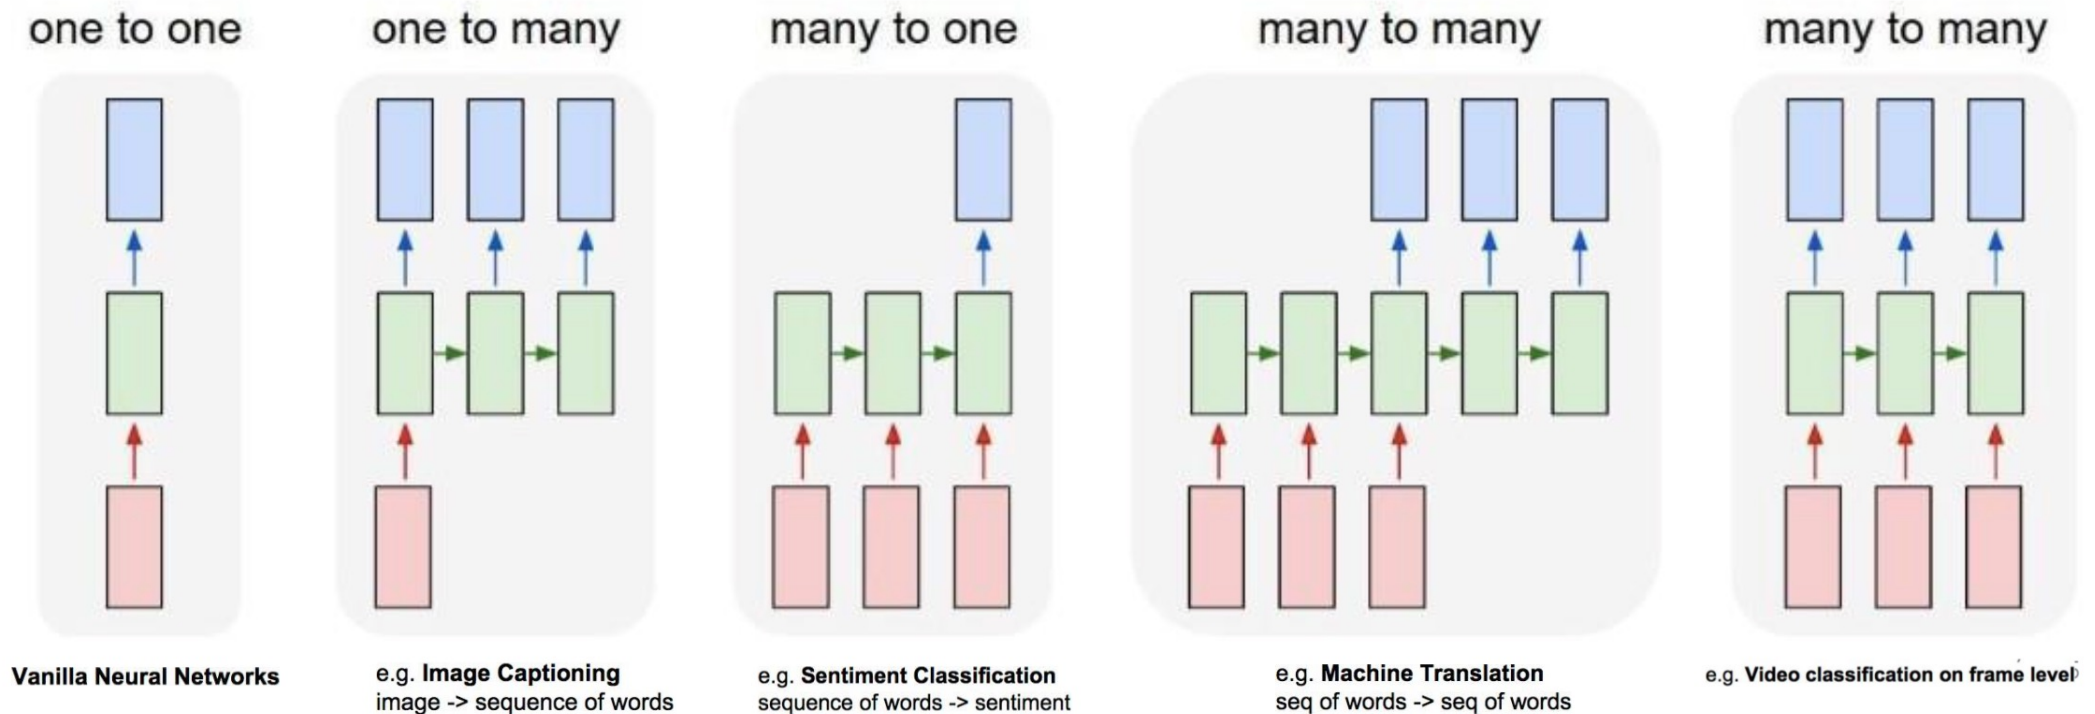 one to one
one to many
many to one
many to many
many to many
Vanilla Neural Networks
e.g. Image Captioning
image -> sequence of words
e.g. Sentiment Classification
sequence of words -> sentiment
e.g. Machine Translation
seq of words -> seq of words
e.g. Video classification on frame level